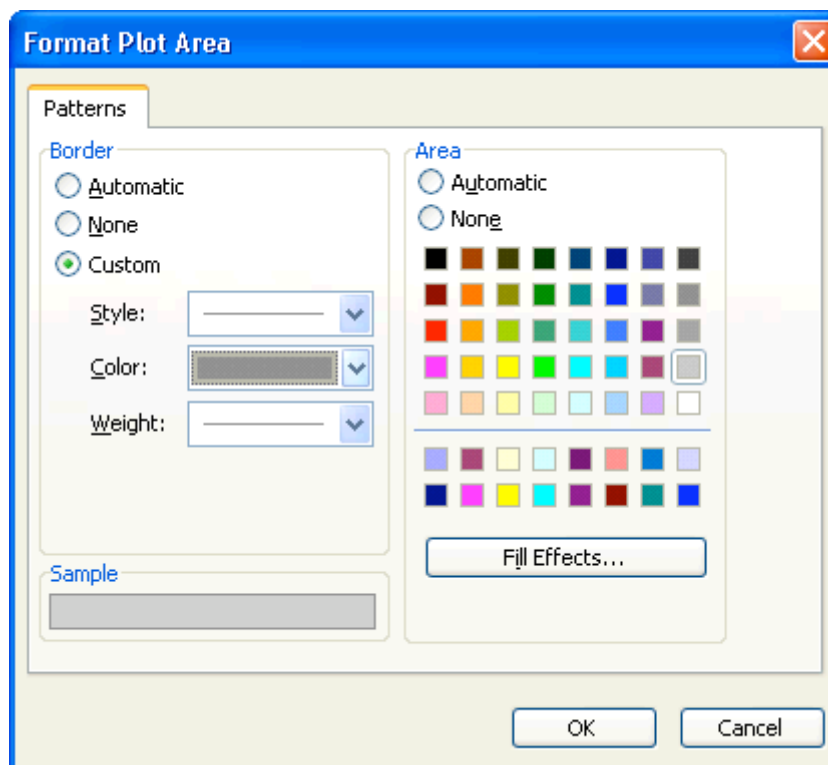 Format Plot Area
Patterns
Border
Automatic
None
Custom
Style:
Color:
Weight:
Sample
Area
Automatic
None
Fill Effects...
OK
Cancel